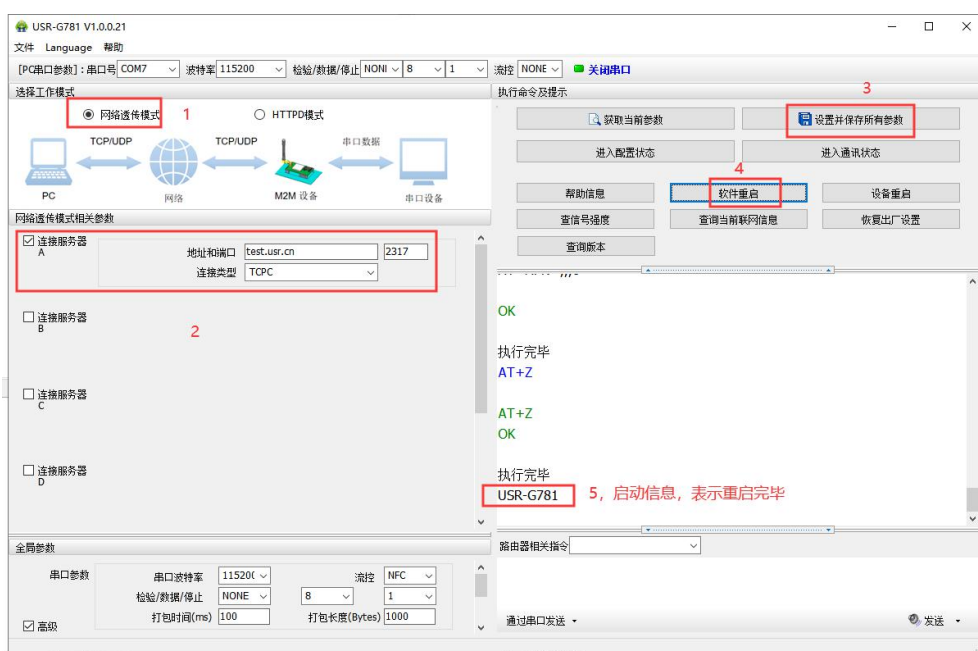 USR-G781 V1.0.0.21
文件 Language 帮助
[PC串口参数]：串口号 COM7 波特率 115200 检验/数据/停止 NONI 8 1 流控 NONE 关闭串口
选择工作模式
网络透传模式 1 HTTPD模式
TCP/UDP TCP/UDP 串口数据
PC 网络 M2M 设备 串口设备
网络透传模式相关参数
连接服务器
A
地址和端口 test.usr.cn 2317
连接类型 TCPC
连接服务器
B
2
连接服务器
C
连接服务器
D
全局参数
串口参数 串口波特率 11520( 流控 NFC
检验/数据/停止 NONE 8 1
打包时间(ms) 100 打包长度(Bytes) 1000
高级
执行命令及提示
3
获取当前参数 设置并保存所有参数
进入配置状态 进入通讯状态
4
帮助信息 软件重启 设备重启
查信号强度 查询当前联网信息 恢复出厂设置
查询版本
OK
执行完毕
AT+Z
AT+Z
OK
执行完毕
USR-G781 5，启动信息，表示重启完毕
路由器相关指令
通过串口发送 发送